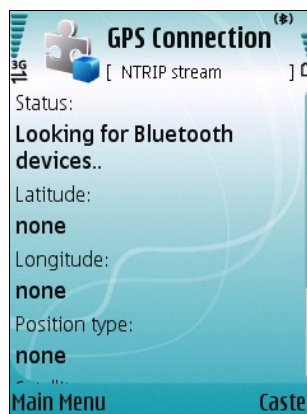 3G
GPS Connection
[ NTRIP stream ]
Status:
Looking for Bluetooth
devices..
Latitude:
none
Longitude:
none
Position type:
none
Main Menu Caste